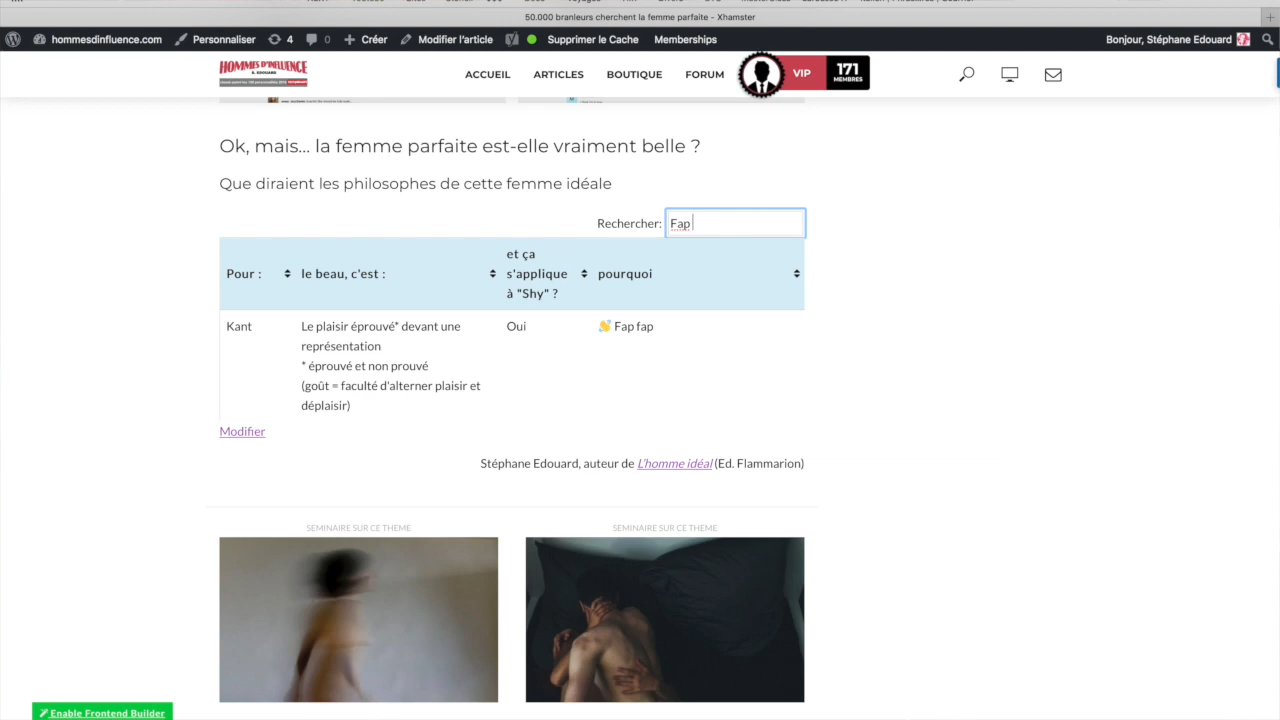 50.000 branleurs cherchent la femme parfaite - Xhamster
hommesdinfluence.com Personnaliser 4 0 Créer Modifier l'article Supprimer le Cache Memberships Bonjour, Stéphane Edouard
HOMMES D'INFLUENCE
S. EDOUARD
ACCUEIL ARTICLES BOUTIQUE FORUM VIP 171 MEMBRES
Ok, mais... la femme parfaite est-elle vraiment belle ?
Que diraient les philosophes de cette femme idéale
Rechercher: Fap
Pour : le beau, c'est : et ça s'applique à "Shy" ? pourquoi
Kant Le plaisir éprouvé* devant une Oui 👋 Fap fap
représentation
* éprouvé et non prouvé
(goût = faculté d'alterner plaisir et
déplaisir)
Modifier
Stéphane Edouard, auteur de L'homme idéal (Ed. Flammarion)
SEMINAIRE SUR CE THEME SEMINAIRE SUR CE THEME
Enable Frontend Builder